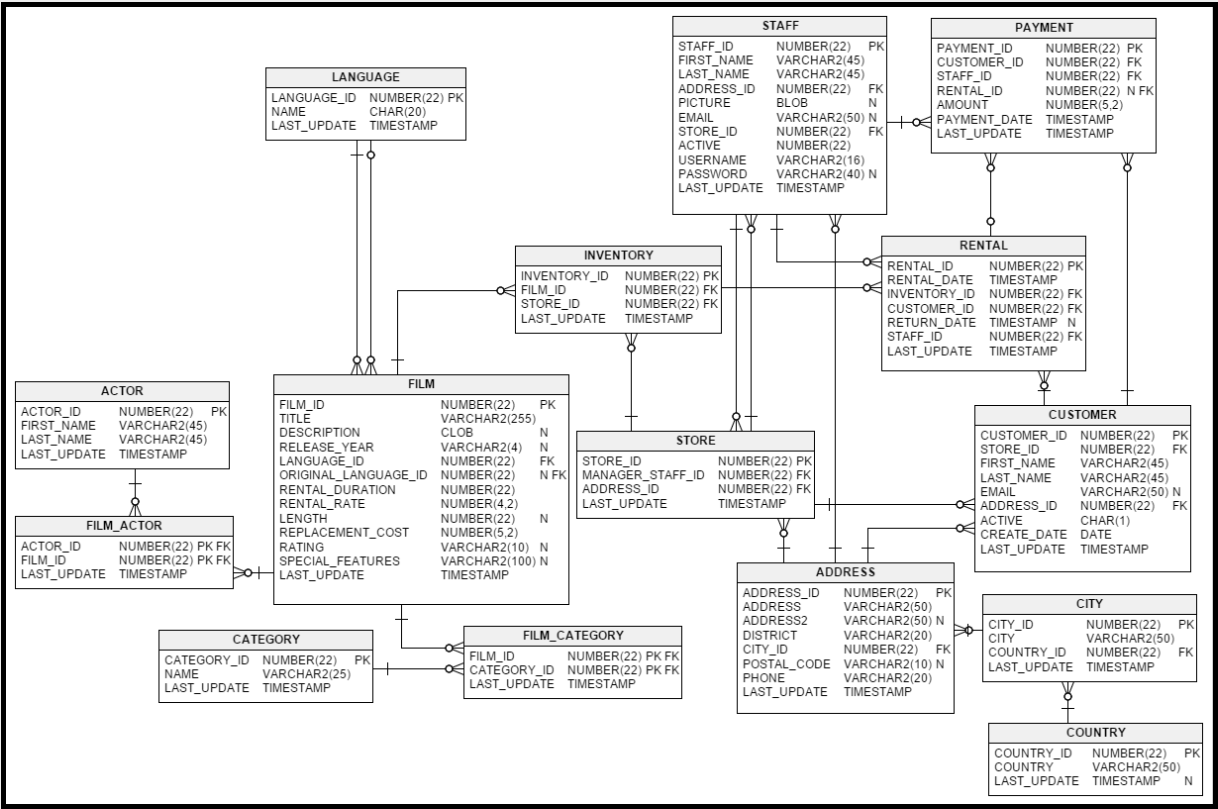 STAFF
STAFF_ID NUMBER(22) PK
FIRST_NAME VARCHAR2(45)
LAST_NAME VARCHAR2(45)
ADDRESS_ID NUMBER(22) FK
PICTURE BLOB N
EMAIL VARCHAR2(50) N
STORE_ID NUMBER(22) FK
ACTIVE NUMBER(22)
USERNAME VARCHAR2(16)
PASSWORD VARCHAR2(40) N
LAST_UPDATE TIMESTAMP
PAYMENT
PAYMENT_ID NUMBER(22) PK
CUSTOMER_ID NUMBER(22) FK
STAFF_ID NUMBER(22) FK
RENTAL_ID NUMBER(22) N FK
AMOUNT NUMBER(5,2)
PAYMENT_DATE TIMESTAMP
LAST_UPDATE TIMESTAMP
LANGUAGE
LANGUAGE_ID NUMBER(22) PK
NAME CHAR(20)
LAST_UPDATE TIMESTAMP
INVENTORY
INVENTORY_ID NUMBER(22) PK
FILM_ID NUMBER(22) FK
STORE_ID NUMBER(22) FK
LAST_UPDATE TIMESTAMP
RENTAL
RENTAL_ID NUMBER(22) PK
RENTAL_DATE TIMESTAMP
INVENTORY_ID NUMBER(22) FK
CUSTOMER_ID NUMBER(22) FK
RETURN_DATE TIMESTAMP N
STAFF_ID NUMBER(22) FK
LAST_UPDATE TIMESTAMP
ACTOR
ACTOR_ID NUMBER(22) PK
FIRST_NAME VARCHAR2(45)
LAST_NAME VARCHAR2(45)
LAST_UPDATE TIMESTAMP
FILM
FILM_ID NUMBER(22) PK
TITLE VARCHAR2(255)
DESCRIPTION CLOB N
RELEASE_YEAR VARCHAR2(4) N
LANGUAGE_ID NUMBER(22) FK
ORIGINAL_LANGUAGE_ID NUMBER(22) N FK
RENTAL_DURATION NUMBER(22)
RENTAL_RATE NUMBER(4,2)
LENGTH NUMBER(22) N
REPLACEMENT_COST NUMBER(5,2)
RATING VARCHAR2(10) N
SPECIAL_FEATURES VARCHAR2(100) N
LAST_UPDATE TIMESTAMP
STORE
STORE_ID NUMBER(22) PK
MANAGER_STAFF_ID NUMBER(22) FK
ADDRESS_ID NUMBER(22) FK
LAST_UPDATE TIMESTAMP
CUSTOMER
CUSTOMER_ID NUMBER(22) PK
STORE_ID NUMBER(22) FK
FIRST_NAME VARCHAR2(45)
LAST_NAME VARCHAR2(45)
EMAIL VARCHAR2(50) N
ADDRESS_ID NUMBER(22) FK
ACTIVE CHAR(1)
CREATE_DATE DATE
LAST_UPDATE TIMESTAMP
FILM_ACTOR
ACTOR_ID NUMBER(22) PK FK
FILM_ID NUMBER(22) PK FK
LAST_UPDATE TIMESTAMP
ADDRESS
ADDRESS_ID NUMBER(22) PK
ADDRESS VARCHAR2(50)
ADDRESS2 VARCHAR2(50) N
DISTRICT VARCHAR2(20)
CITY_ID NUMBER(22) FK
POSTAL_CODE VARCHAR2(10) N
PHONE VARCHAR2(20)
LAST_UPDATE TIMESTAMP
CITY
CITY_ID NUMBER(22) PK
CITY VARCHAR2(50)
COUNTRY_ID NUMBER(22) FK
LAST_UPDATE TIMESTAMP
CATEGORY
CATEGORY_ID NUMBER(22) PK
NAME VARCHAR2(25)
LAST_UPDATE TIMESTAMP
FILM_CATEGORY
FILM_ID NUMBER(22) PK FK
CATEGORY_ID NUMBER(22) PK FK
LAST_UPDATE TIMESTAMP
COUNTRY
COUNTRY_ID NUMBER(22) PK
COUNTRY VARCHAR2(50)
LAST_UPDATE TIMESTAMP N